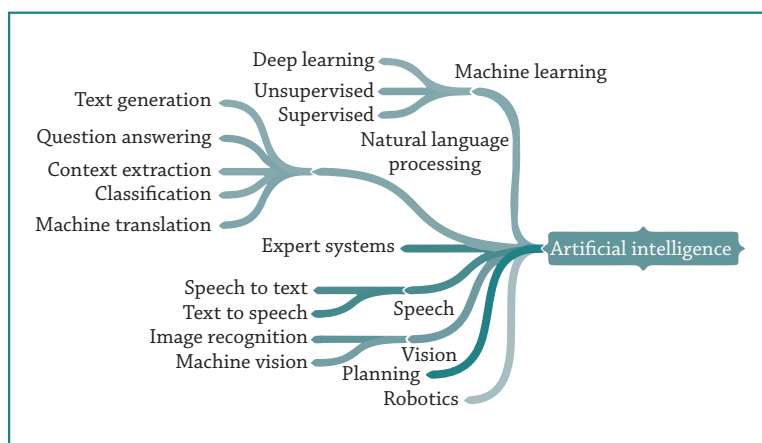 Deep learning
Machine learning
Unsupervised
Supervised
Text generation
Question answering
Natural language
processing
Context extraction
Classification
Machine translation
Expert systems
Artificial intelligence
Speech to text
Text to speech
Speech
Image recognition
Machine vision
Vision
Planning
Robotics